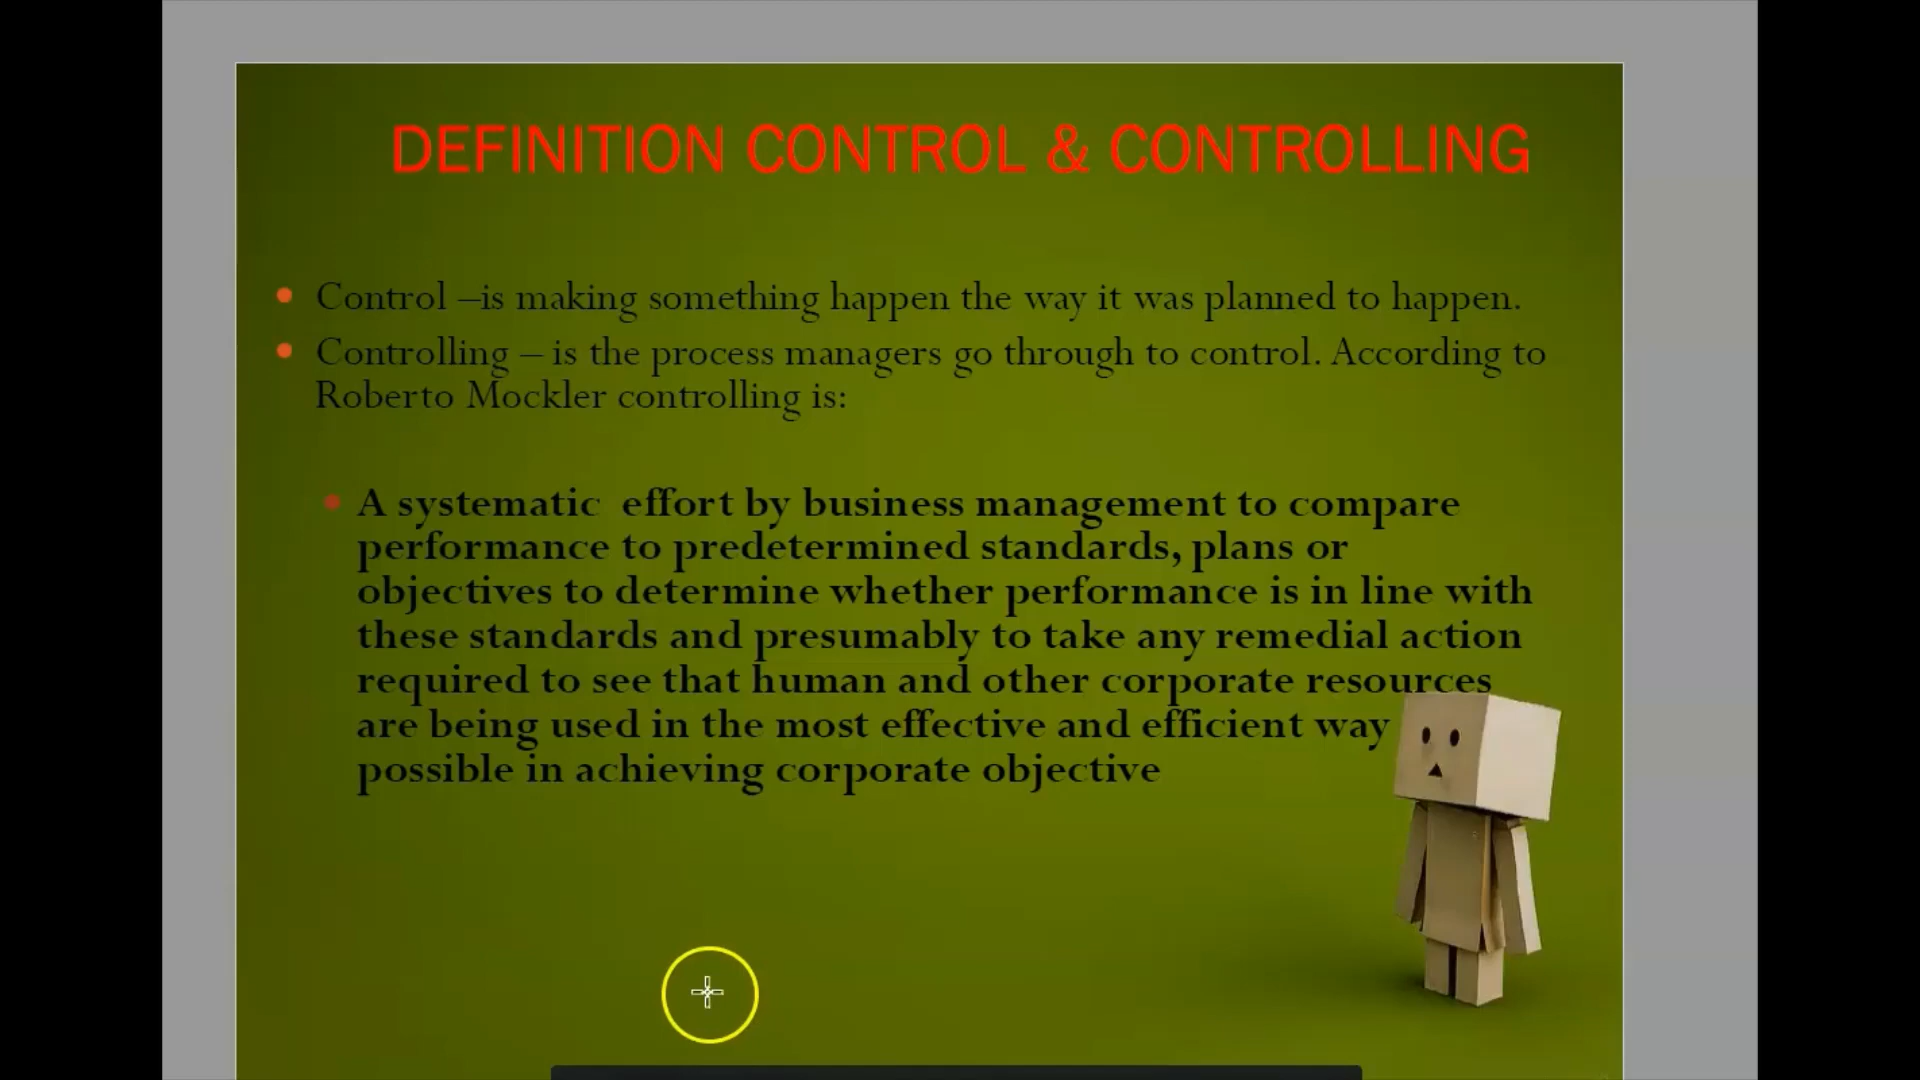 DEFINITION CONTROL & CONTROLLING
Control –is making something happen the way it was planned to happen.
Controlling – is the process managers go through to control. According to
Roberto Mockler controlling is:
A systematic effort by business management to compare
performance to predetermined standards, plans or
objectives to determine whether performance is in line with
these standards and presumably to take any remedial action
required to see that human and other corporate resources
are being used in the most effective and efficient way
possible in achieving corporate objective